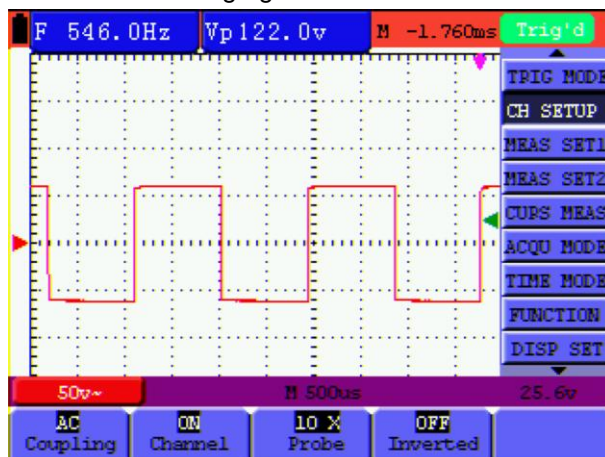 F 546.0Hz Vp122.0v M -1.760ms Trig'd
TRIG MODE
CH SETUP
MEAS SET1
MEAS SET2
CURS MEAS
ACQU MODE
TIME MODE
FUNCTION
DISP SET
50v~ M 500us 25.6v
AC ON 10 X OFF
Coupling Channel Probe Inverted